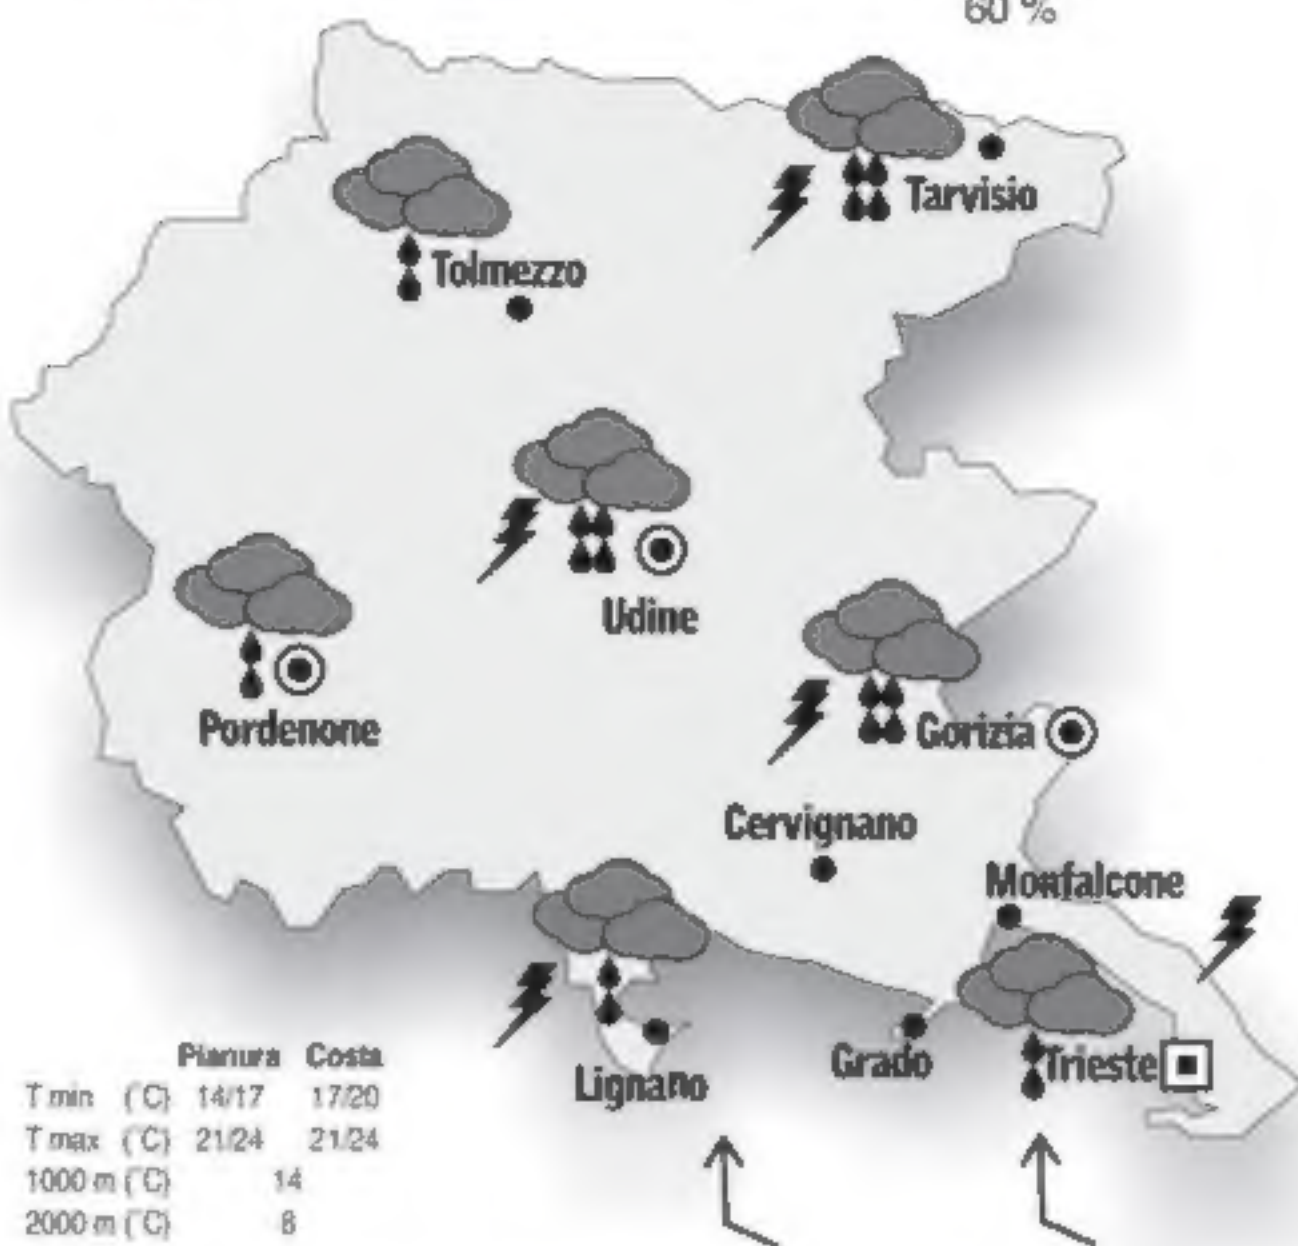 60 %
Tarvisio
Tolmezzo
Udine
Pordenone
Gorizia
Cervignano
Monfalcone
Grado
Trieste
Lignano
Pianura Costa
T min (°C) 14/17 17/20
T max (°C) 21/24 21/24
1000 m (°C) 14
2000 m (°C)